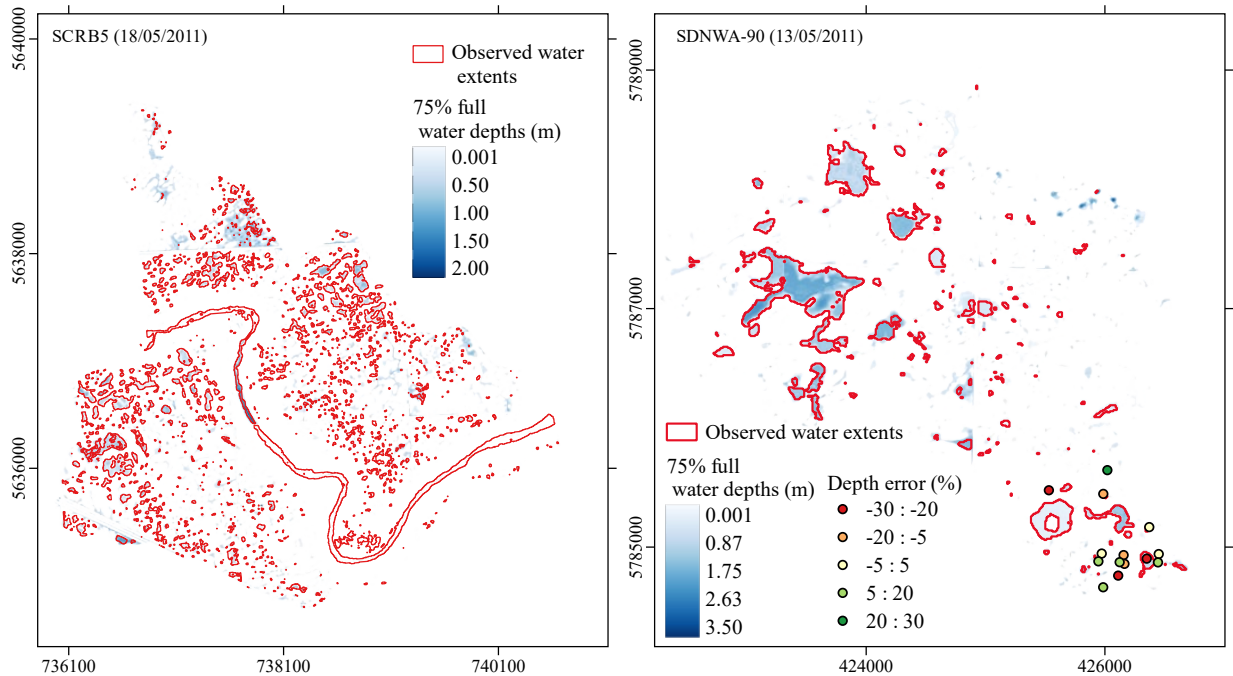 SCRB5 (18/05/2011)
Observed water
extents
75% full
water depths (m)
0.001
0.50
1.00
1.50
2.00
5640000
5638000
5636000
736100
738100
740100
SDNWA-90 (13/05/2011)
5789000
5787000
5785000
Observed water extents
75% full
water depths (m)
0.001
0.87
1.75
2.63
3.50
Depth error (%)
-30 : -20
-20 : -5
-5 : 5
5 : 20
20 : 30
424000
426000